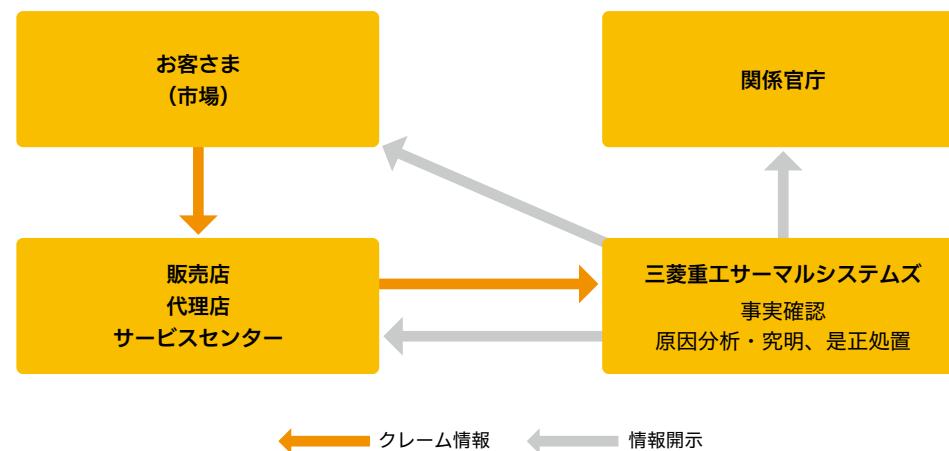 お客さま
（市場）
関係官庁
販売店
代理店
サービスセンター
三菱重工サーマルシステムズ
事実確認
原因分析・究明、是正処置
クレーム情報
情報開示